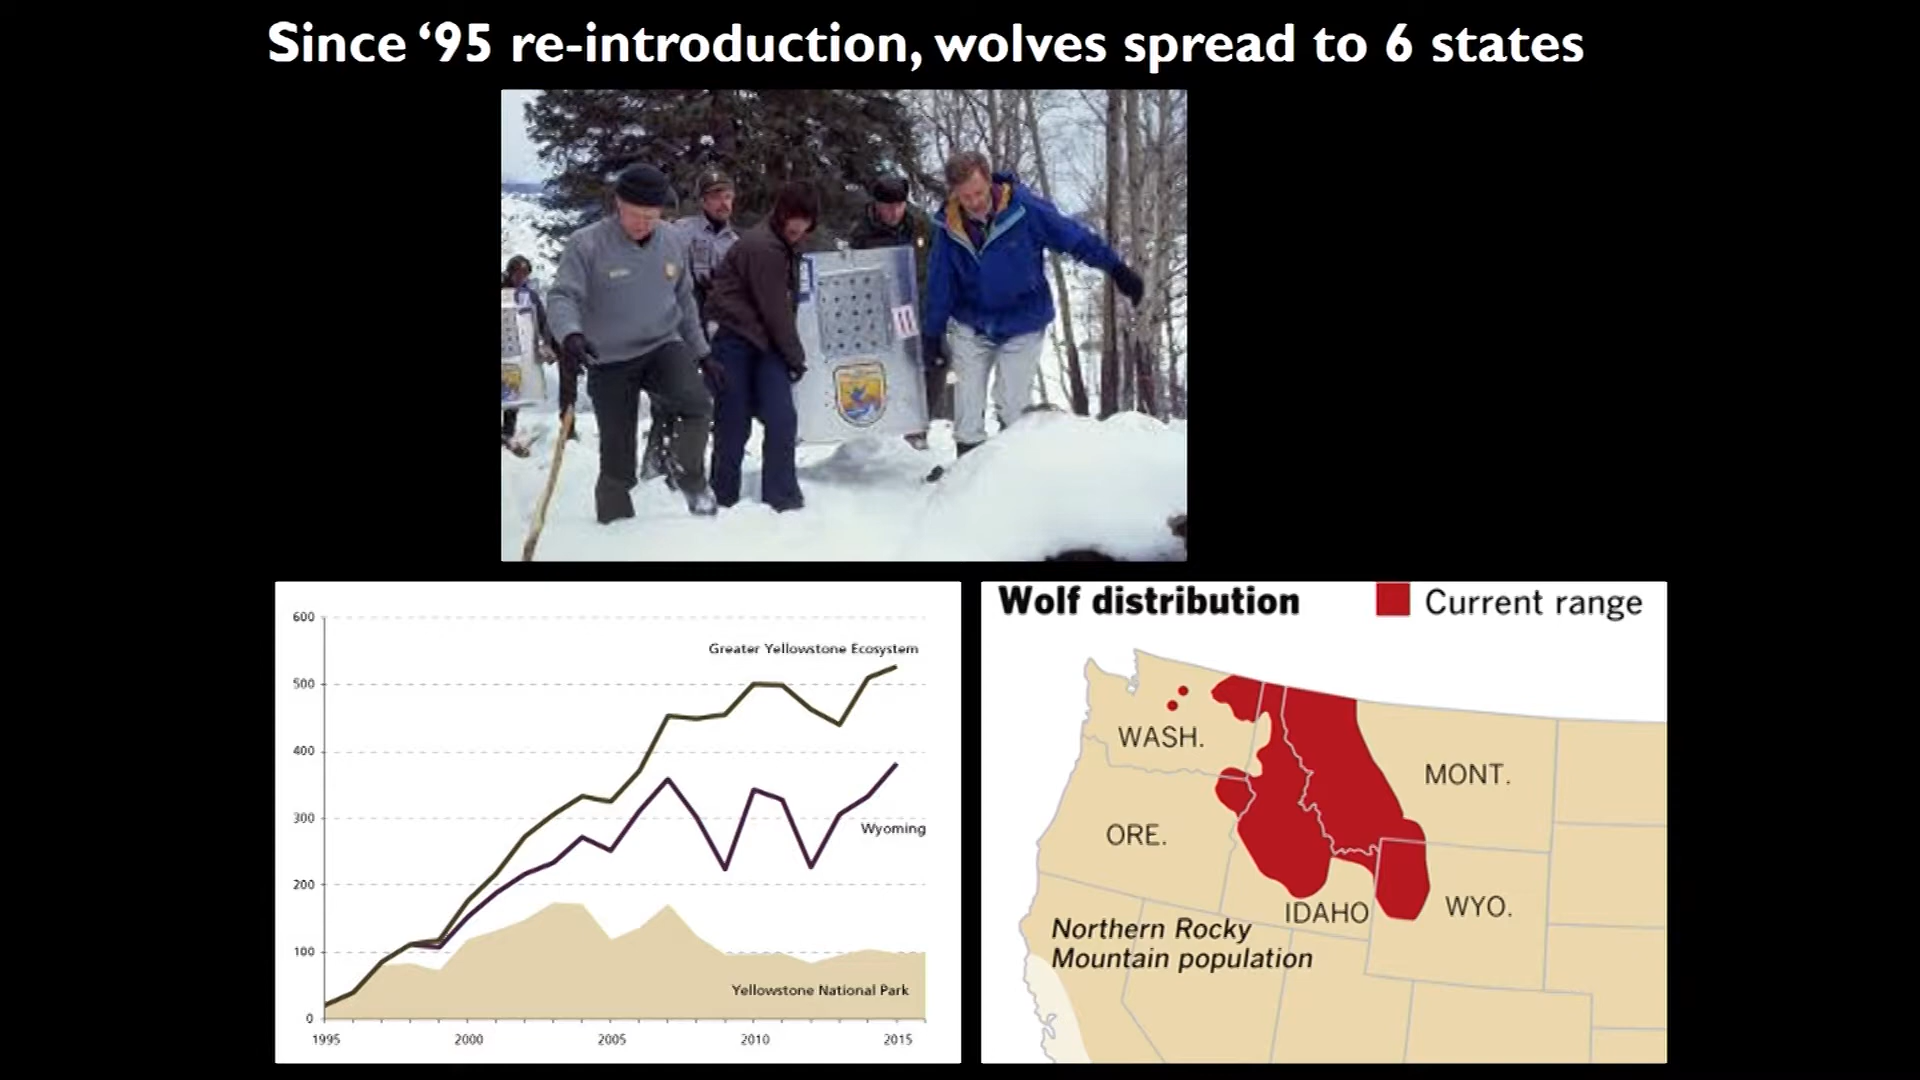 Since ‘95 re-introduction, wolves spread to 6 states
600
500
400
300
200
100
0
Greater Yellowstone Ecosystem
Wyoming
Yellowstone National Park
1995 2000 2005 2010 2015
Wolf distribution
Current range
WASH.
MONT.
ORE.
IDAHO
WYO.
Northern Rocky
Mountain population